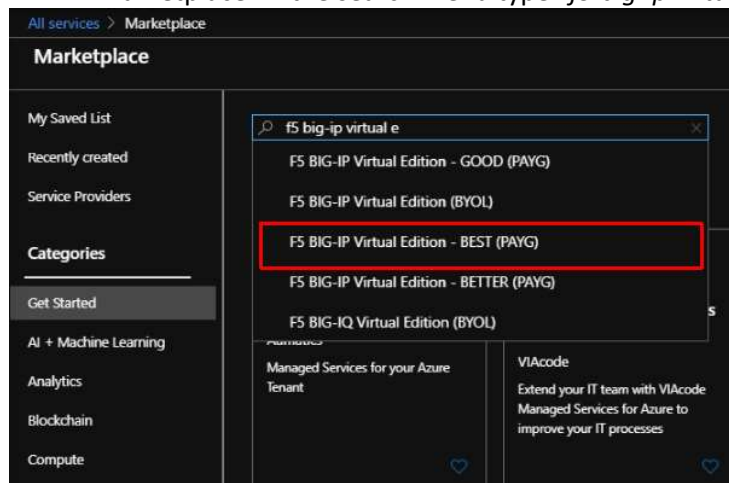 All services > Marketplace
Marketplace
My Saved List
Recently created
Service Providers
Categories
Get Started
AI + Machine Learning
Analytics
Blockchain
Compute
f5 big-ip virtual e
F5 BIG-IP Virtual Edition - GOOD (PAYG)
F5 BIG-IP Virtual Edition (BYOL)
F5 BIG-IP Virtual Edition - BEST (PAYG)
F5 BIG-IP Virtual Edition - BETTER (PAYG)
F5 BIG-IQ Virtual Edition (BYOL)
s
Managed Services for your Azure
Tenant
VIAcode
Extend your IT team with VIAcode
Managed Services for Azure to
improve your IT processes